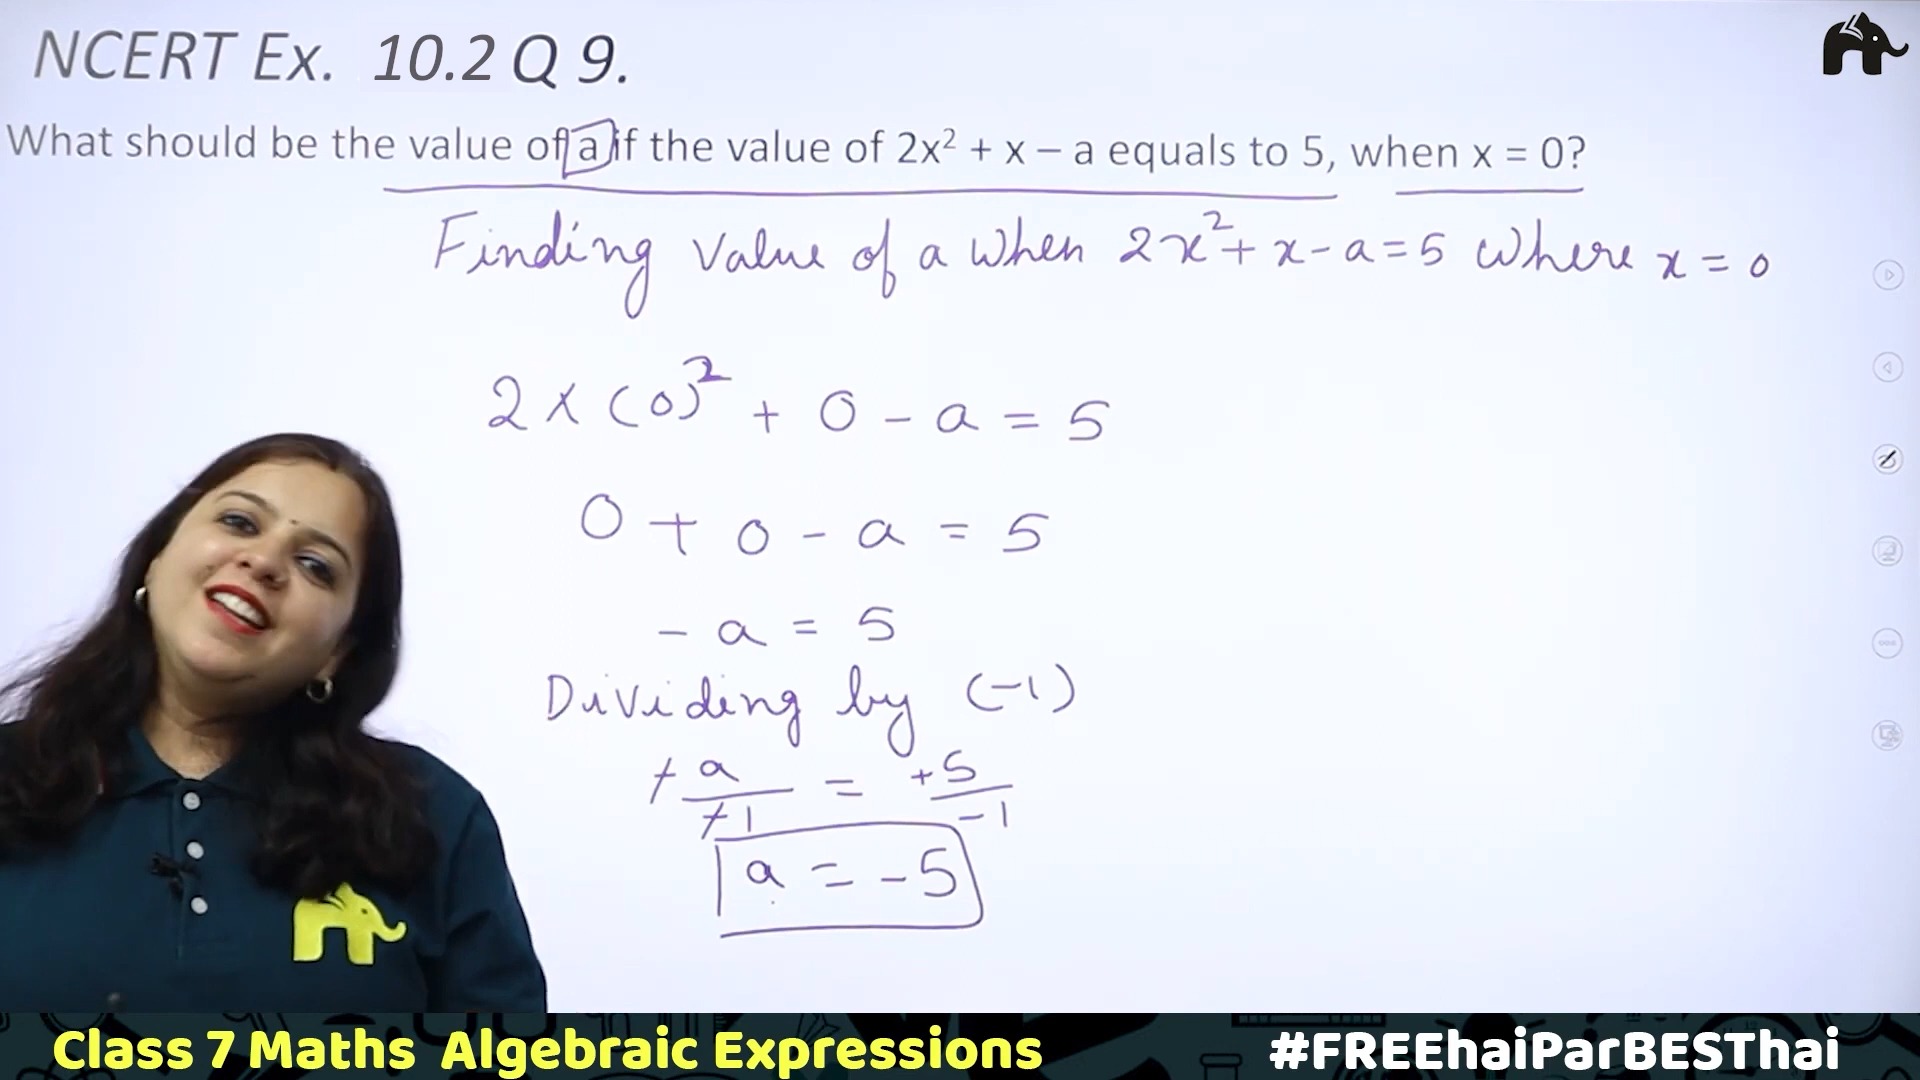 NCERT Ex. 10.2 Q 9.
What should be the value of a if the value of 2x² + x – a equals to 5, when x = 0?
Finding value of a when 2x² + x - a = 5 where x = 0
2 × (0)² + 0 - a = 5
0 + 0 - a = 5
- a = 5
Dividing by (-1)
+ a / +1 = +5 / -1
a = -5
Class 7 Maths Algebraic Expressions
#FREEhaiParBESThai